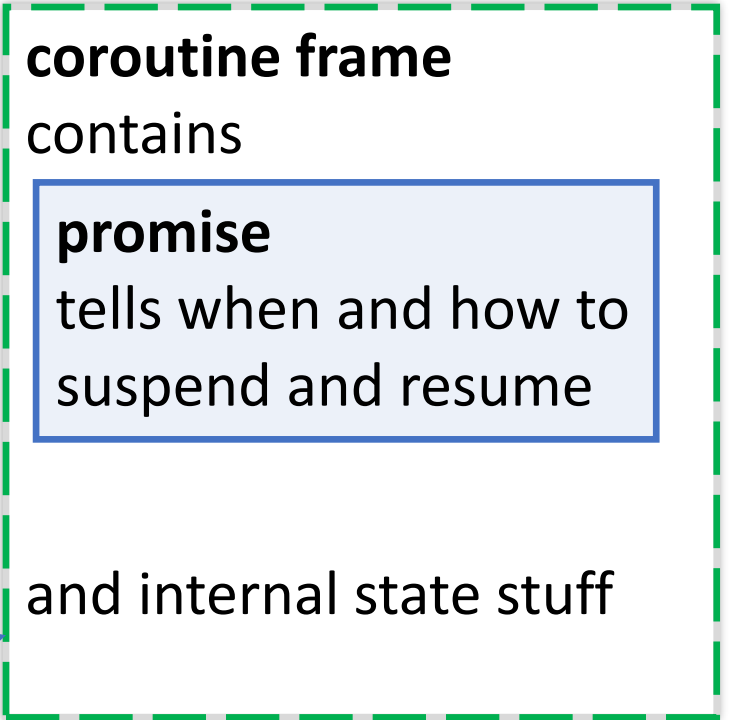 coroutine frame
contains
promise
tells when and how to
suspend and resume
and internal state stuff